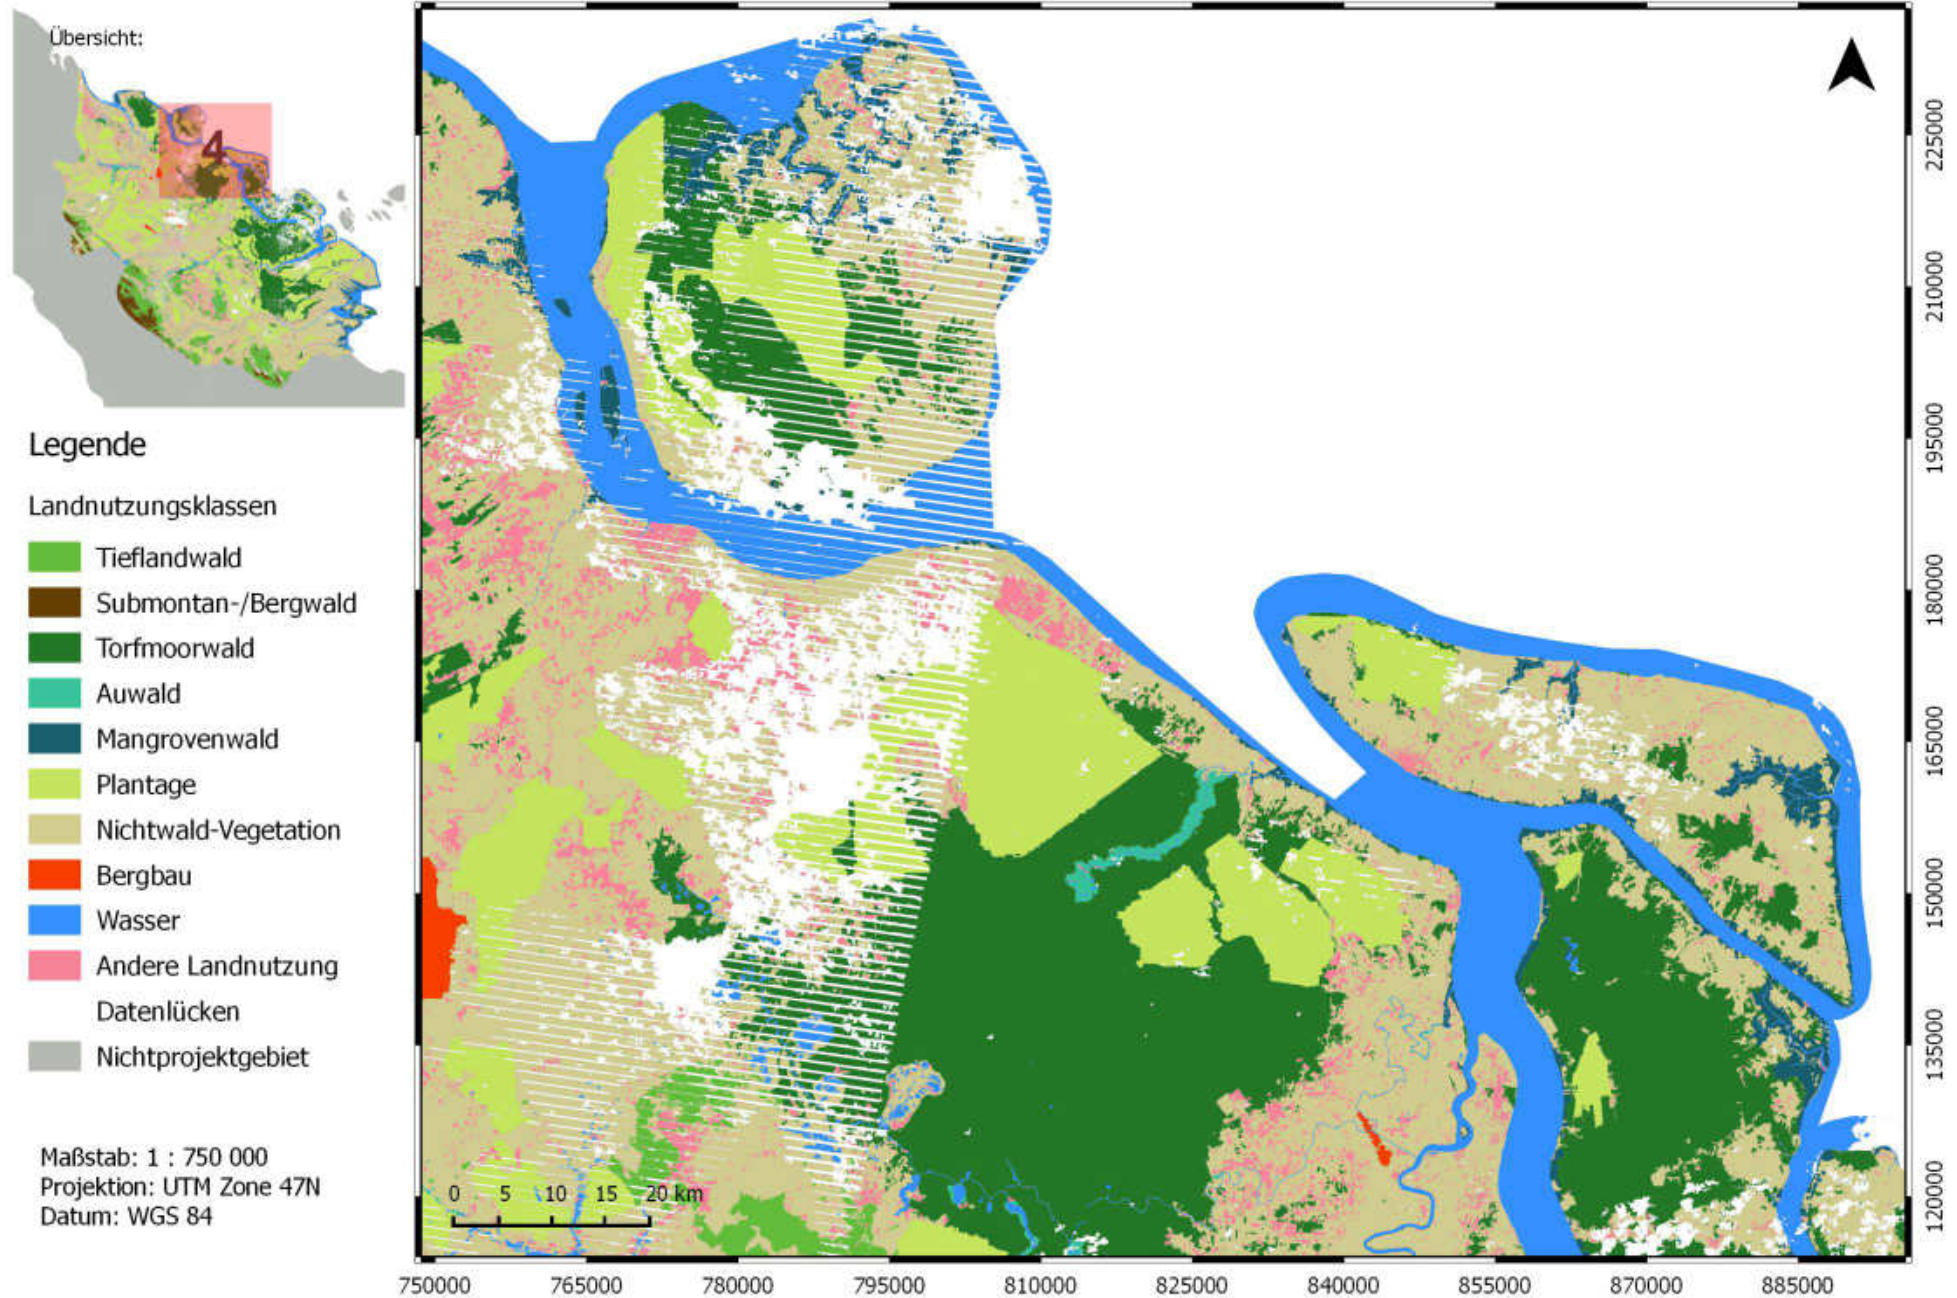 Übersicht:
4
Legende
Landnutzungsklassen
Tieflandwald
Submontan-/Bergwald
Torfmoorwald
Auwald
Mangrovenwald
Plantage
Nichtwald-Vegetation
Bergbau
Wasser
Andere Landnutzung
Datenlücken
Nichtprojektgebiet
Maßstab: 1 : 750 000
Projektion: UTM Zone 47N
Datum: WGS 84
0 5 10 15 20 km
225000
210000
195000
180000
165000
150000
135000
120000
750000 765000 780000 795000 810000 825000 840000 855000 870000 885000